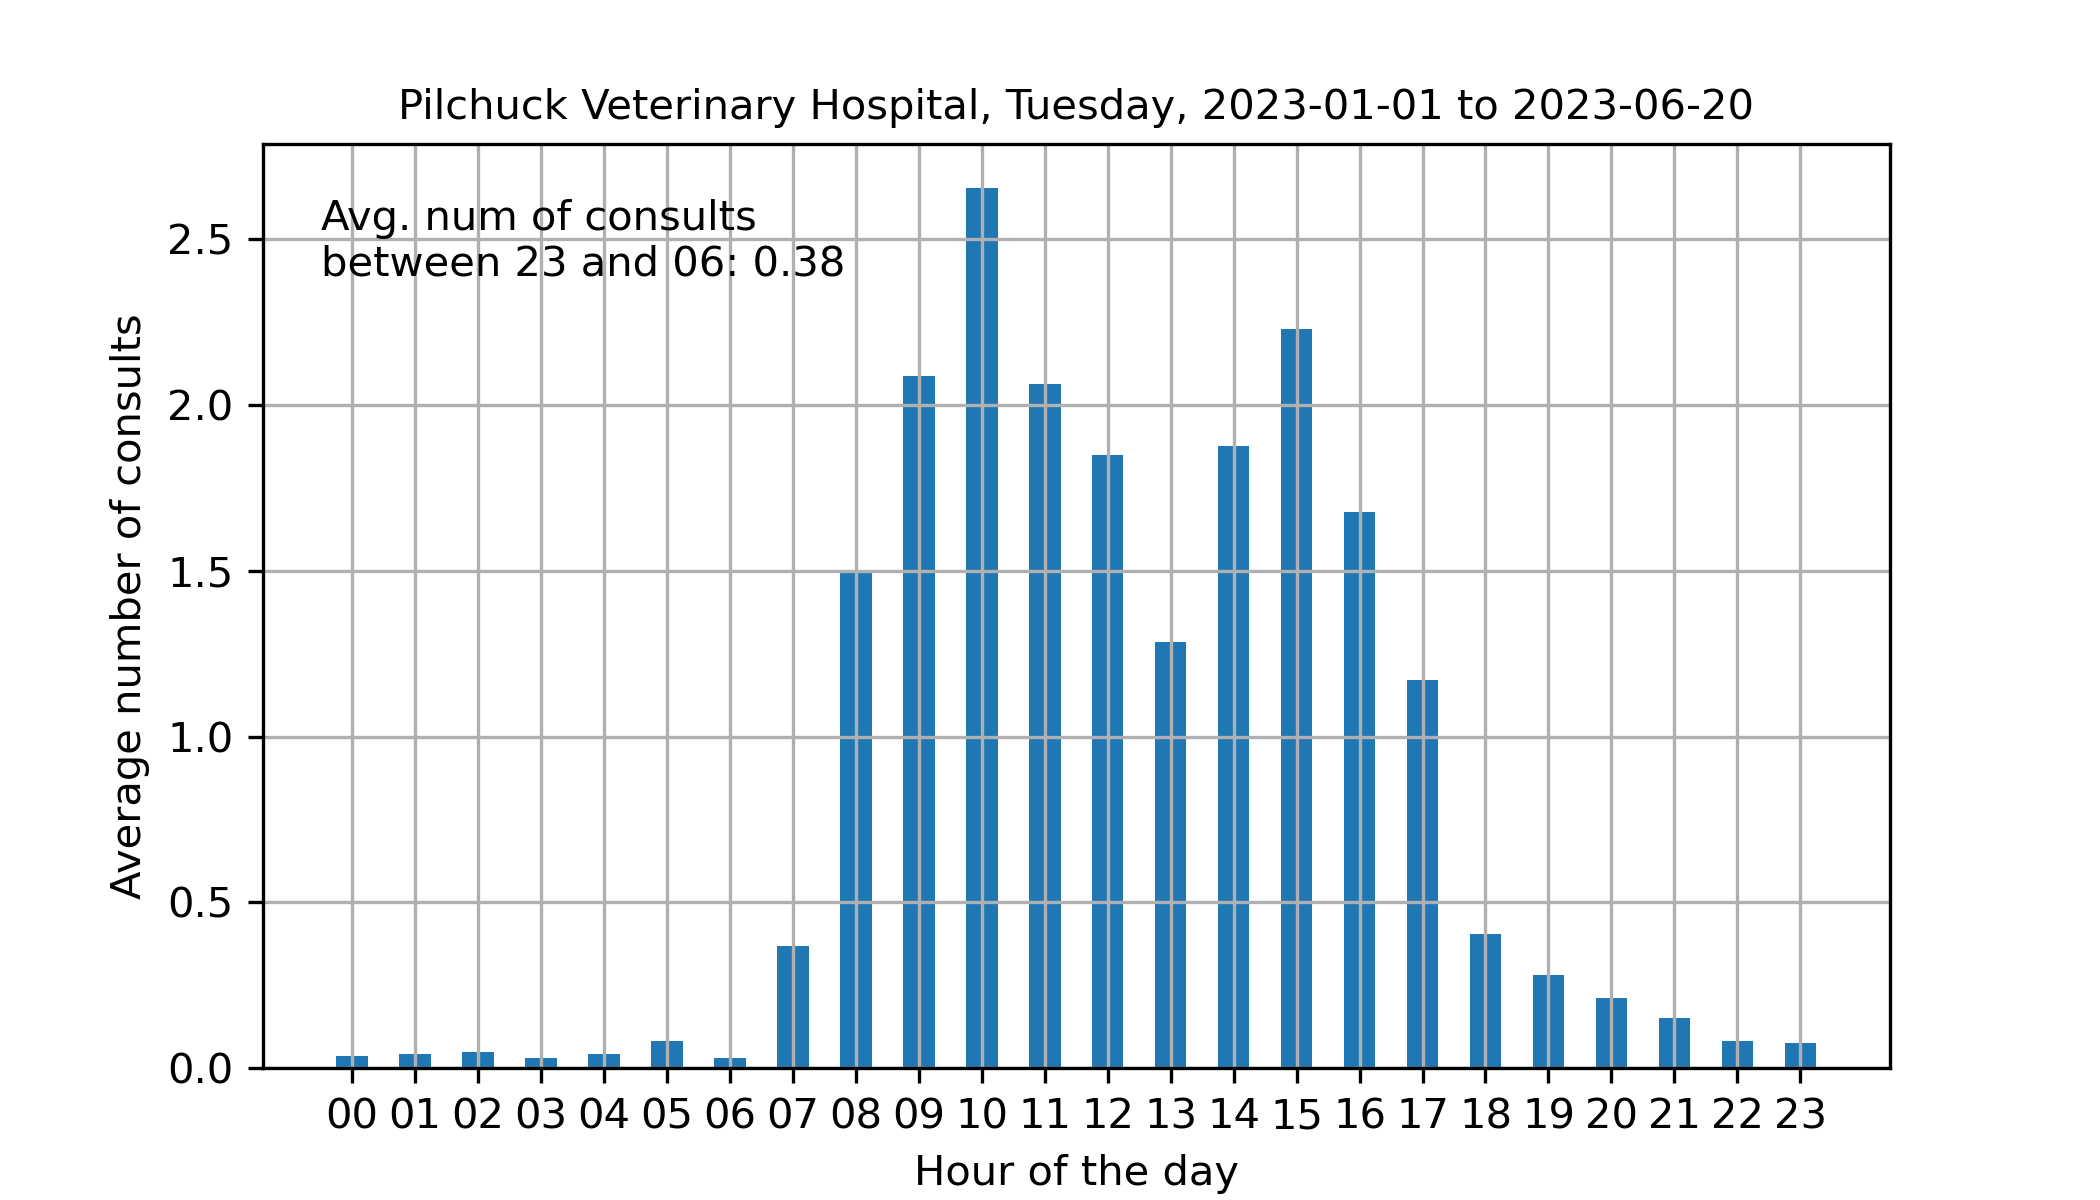 Pilchuck Veterinary Hospital, Tuesday, 2023-01-01 to 2023-06-20
Avg. num of consults
between 23 and 06: 0.38
Average number of consults
2.5
2.0
1.5
1.0
0.5
0.0
00 01 02 03 04 05 06 07 08 09 10 11 12 13 14 15 16 17 18 19 20 21 22 23
Hour of the day